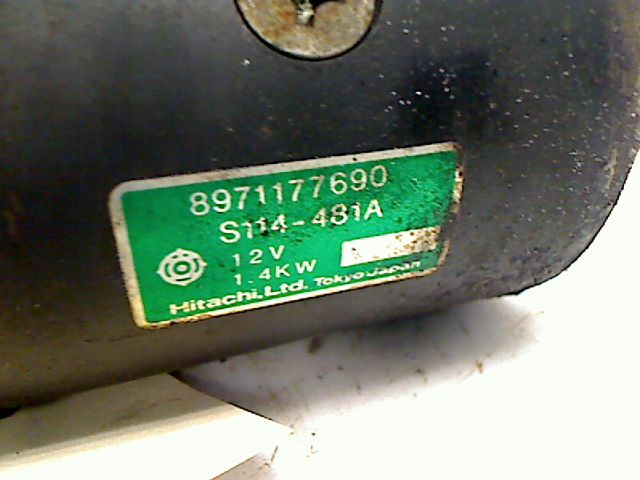 8971177690
S114-481A
12V
1.4KW
Hitachi,Ltd. Tokyo Japan